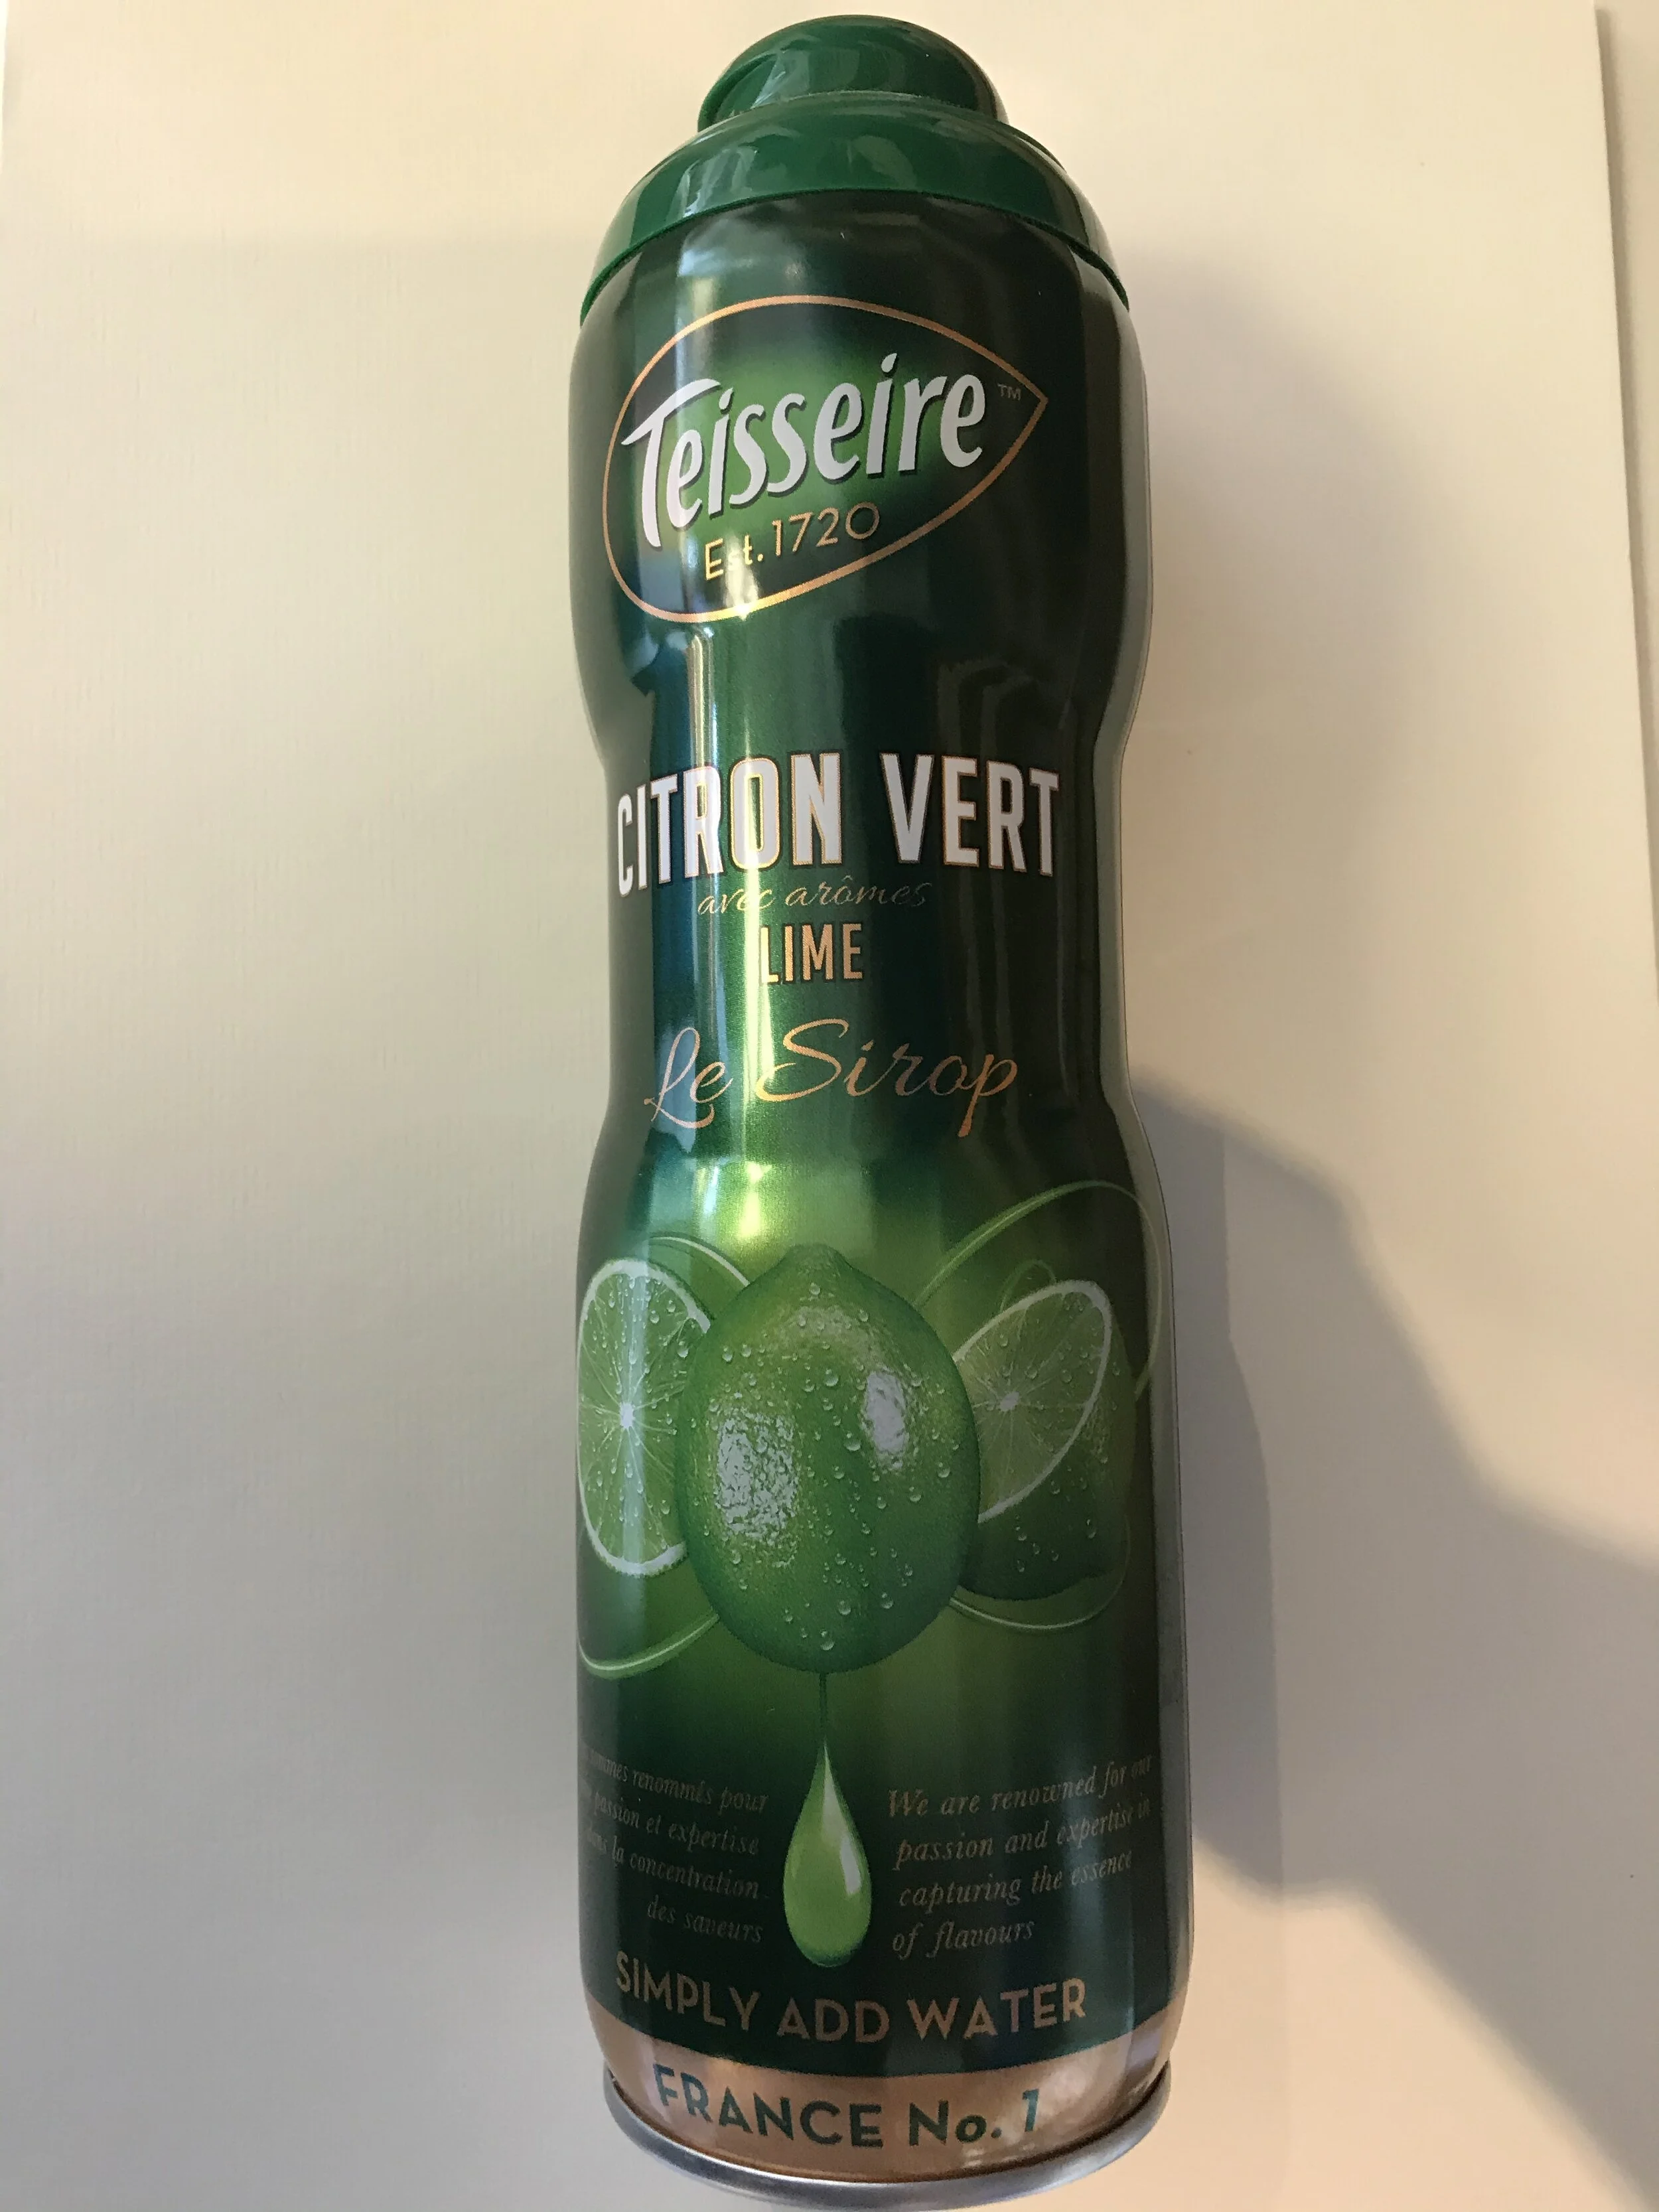 Teisseire™
Est. 1720
CITRON VERT
avec arômes
LIME
Le Sirop
renommés pour
passion et expertise
dans la concentration
des saveurs
We are renowned for our
passion and expertise in
capturing the essence
of flavours
SIMPLY ADD WATER
FRANCE No. 1